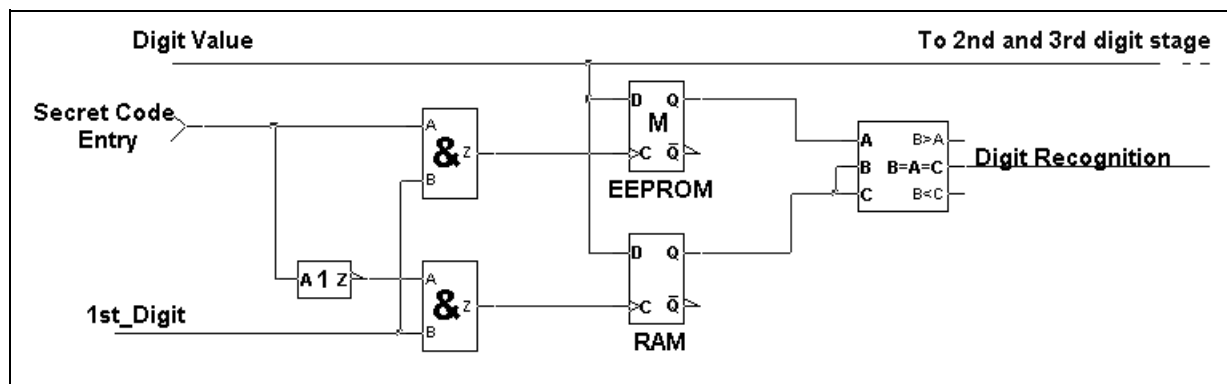 Digit Value
To 2nd and 3rd digit stage
Secret Code
Entry
A
&
Z
B
D Q
M
C Q̅
EEPROM
A B>A
B B=A=C
C B<C
Digit Recognition
A 1 Z
A
&
Z
B
D Q
C Q̅
RAM
1st_Digit